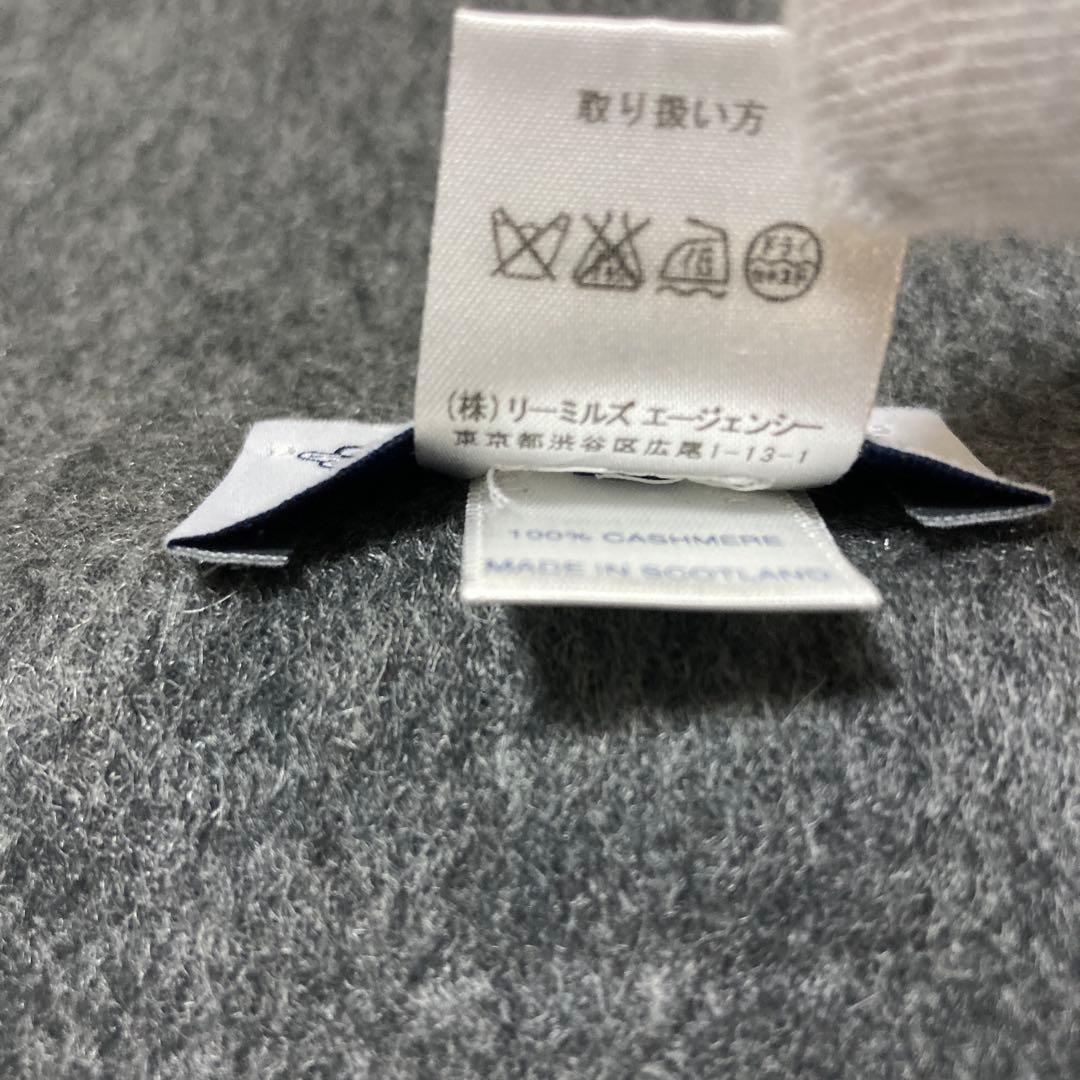 取り扱い方
ドライ
(株)リーミルズ エージェンシー
東京都渋谷区広尾1-13-1
100% CASHMERE
MADE IN SCOTLAND